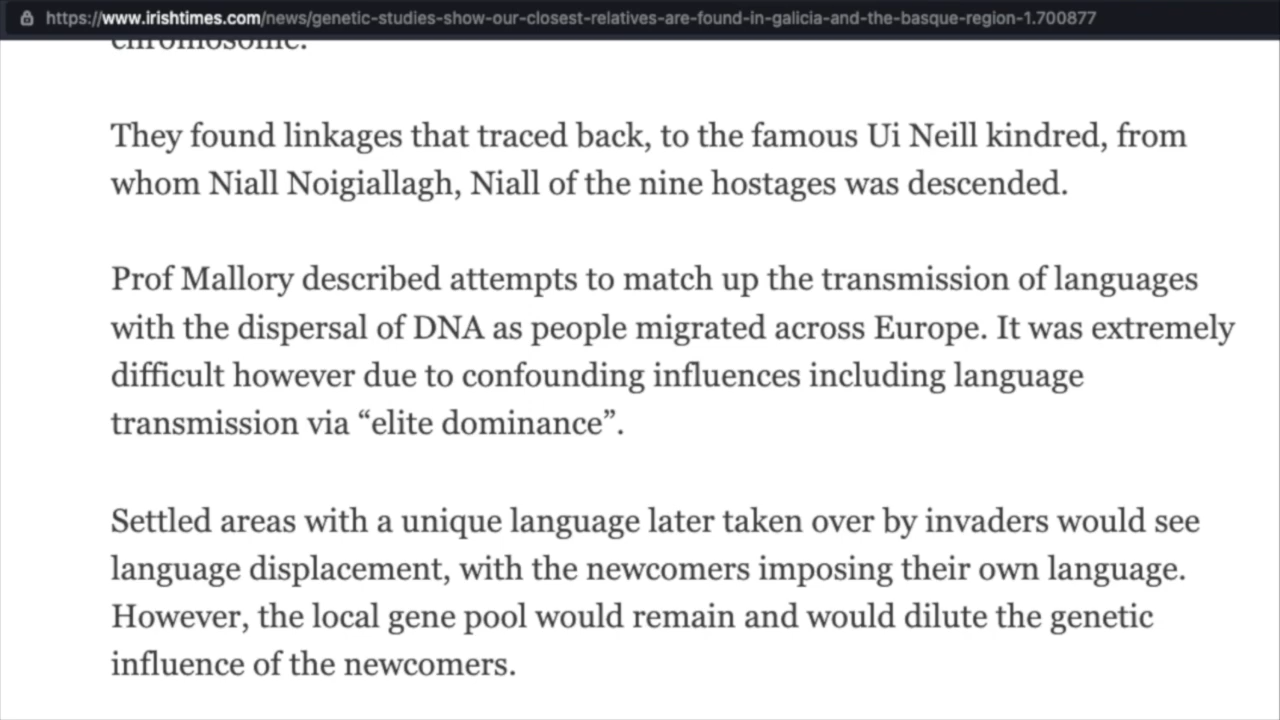 https://www.irishtimes.com/news/genetic-studies-show-our-closest-relatives-are-found-in-galicia-and-the-basque-region-1.700877
chromosome.
They found linkages that traced back, to the famous Ui Neill kindred, from
whom Niall Noigiallagh, Niall of the nine hostages was descended.
Prof Mallory described attempts to match up the transmission of languages
with the dispersal of DNA as people migrated across Europe. It was extremely
difficult however due to confounding influences including language
transmission via “elite dominance”.
Settled areas with a unique language later taken over by invaders would see
language displacement, with the newcomers imposing their own language.
However, the local gene pool would remain and would dilute the genetic
influence of the newcomers.